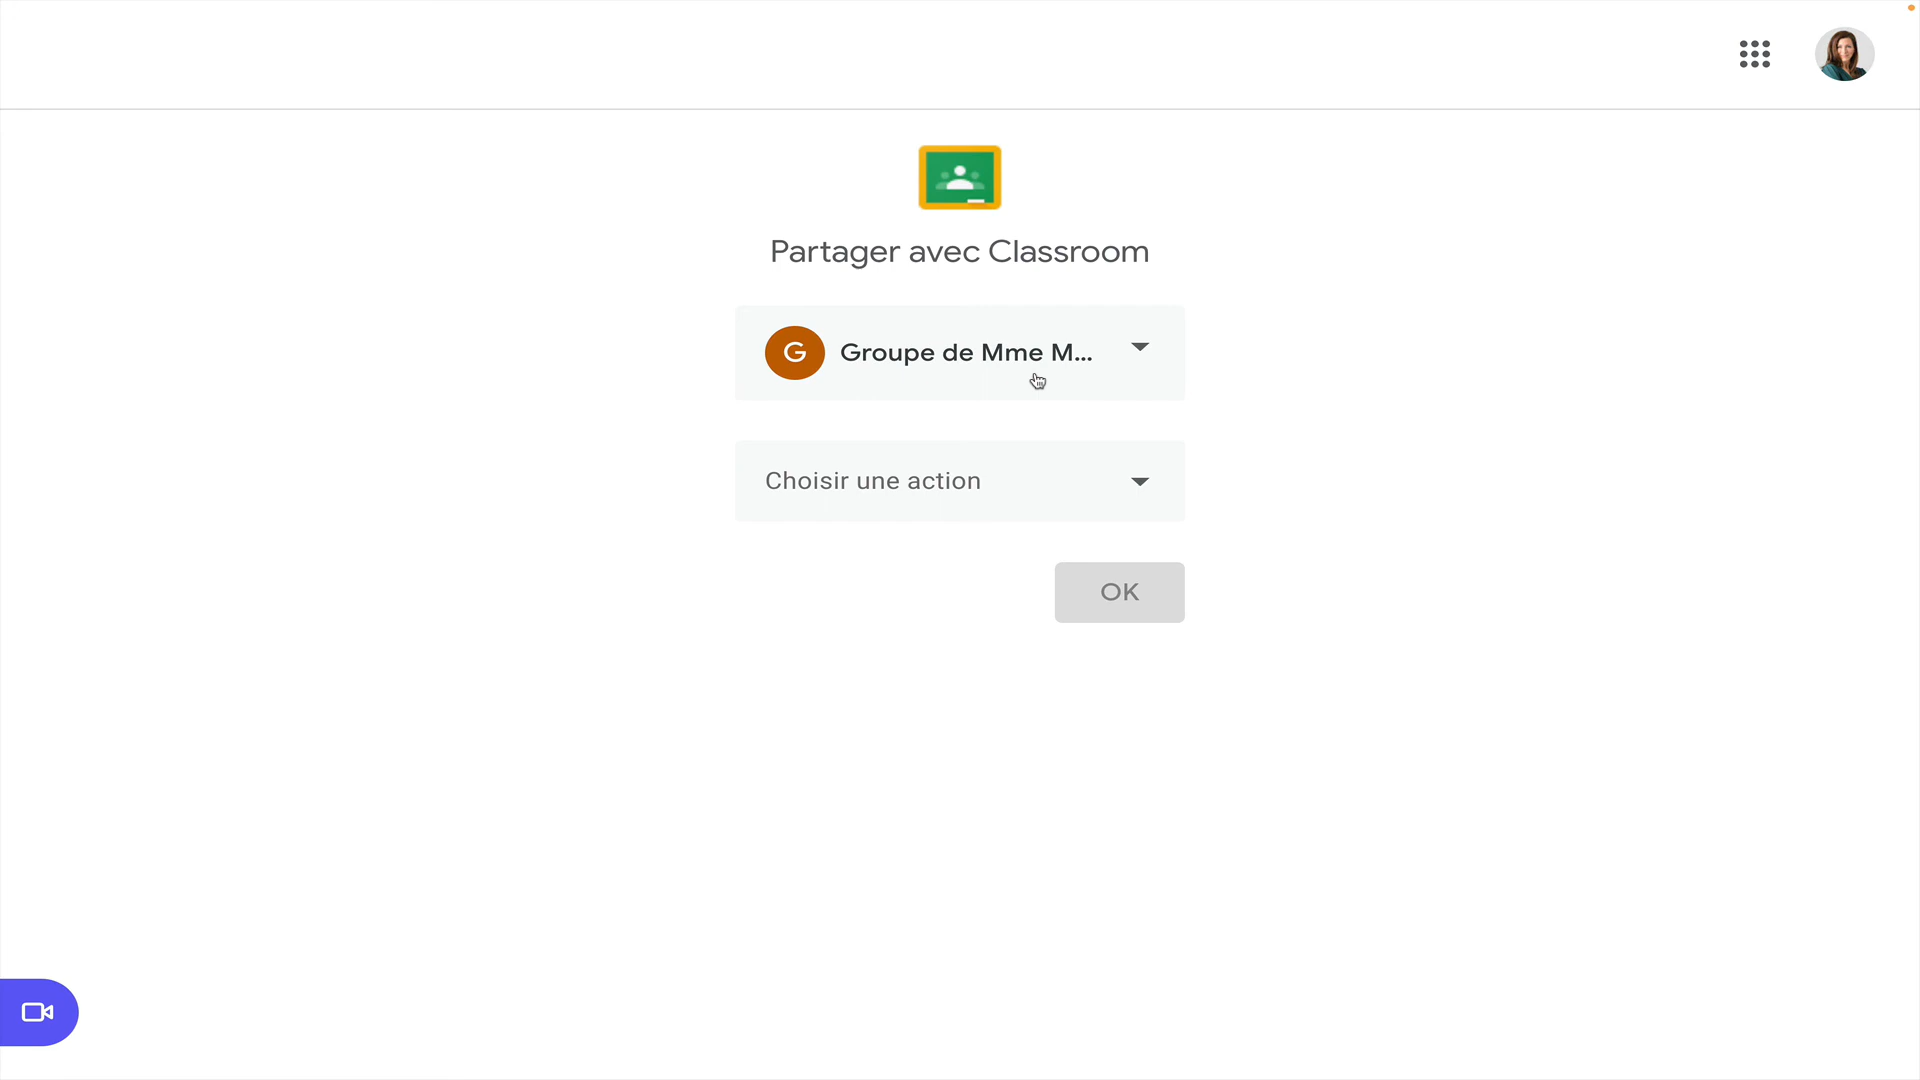 Partager avec Classroom
G Groupe de Mme M...
Choisir une action
OK